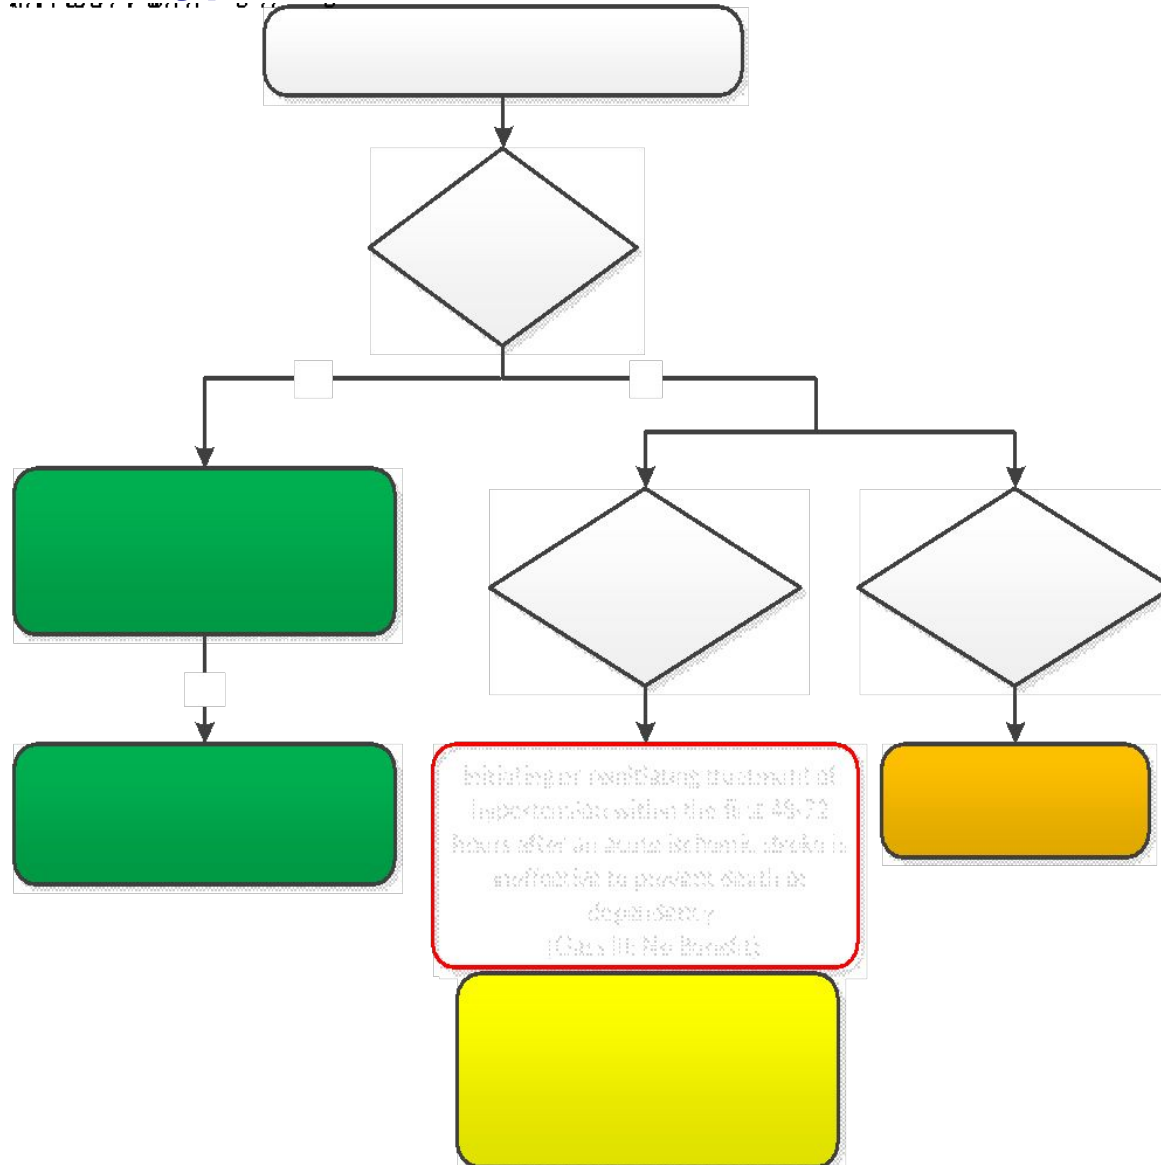 Initiating or reinitiating treatment of
hypertension within the first 48-72
hours after an acute ischemic stroke is
ineffective to prevent death or
dependency
(Class III: No Benefit)